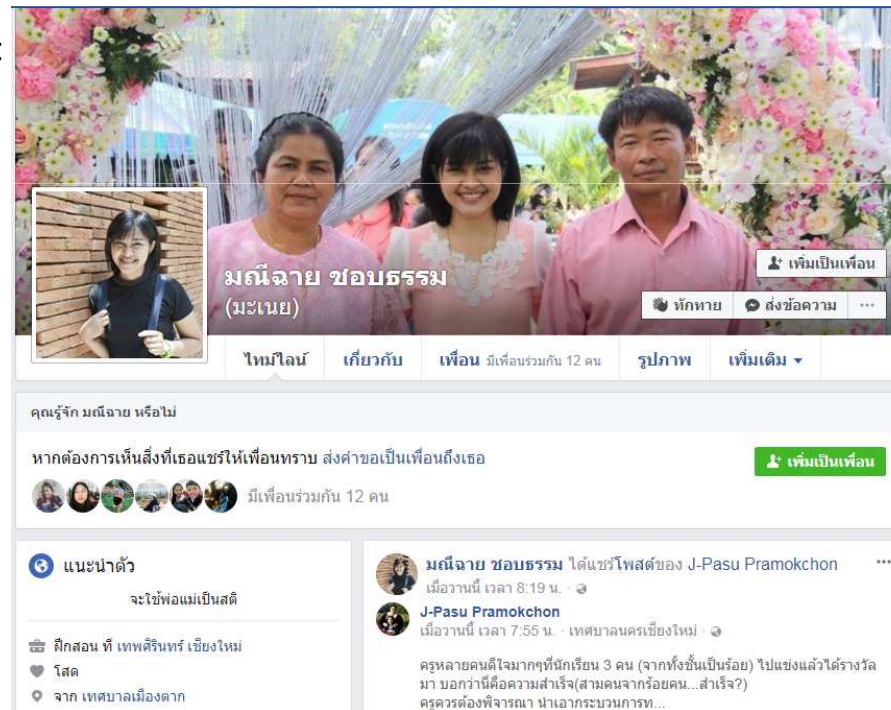 :
มณีฉาย ชอบธรรม
(มะเนย)
เพิ่มเป็นเพื่อน
ทักทาย ส่งข้อความ ...
ไทม์ไลน์ เกี่ยวกับ เพื่อน มีเพื่อนร่วมกัน 12 คน รูปภาพ เพิ่มเติม
คุณรู้จัก มณีฉาย หรือไม่
หากต้องการเห็นสิ่งที่เธอแชร์ให้เพื่อนทราบ ส่งคำขอเป็นเพื่อนถึงเธอ
เพิ่มเป็นเพื่อน
มีเพื่อนร่วมกัน 12 คน
แนะนำตัว
จะใช้พ่อแม่เป็นสติ
ฝึกสอน ที่ เทพศิรินทร์ เชียงใหม่
โสด
จาก เทศบาลเมืองตาก
มณีฉาย ชอบธรรม ได้แชร์โพสต์ของ J-Pasu Pramokchon ...
เมื่อวานนี้ เวลา 8:19 น. ·
J-Pasu Pramokchon
เมื่อวานนี้ เวลา 7:55 น. · เทศบาลนครเชียงใหม่ ·
ครูหลายคนดีใจมากๆที่นักเรียน 3 คน (จากทั้งชั้นเป็นร้อย) ไปแข่งแล้วได้รางวัล
มา บอกว่านี่คือความสำเร็จ(สามคนจากร้อยคน...สำเร็จ?)
ครูควรต้องพิจารณา นำเอากระบวนการท...